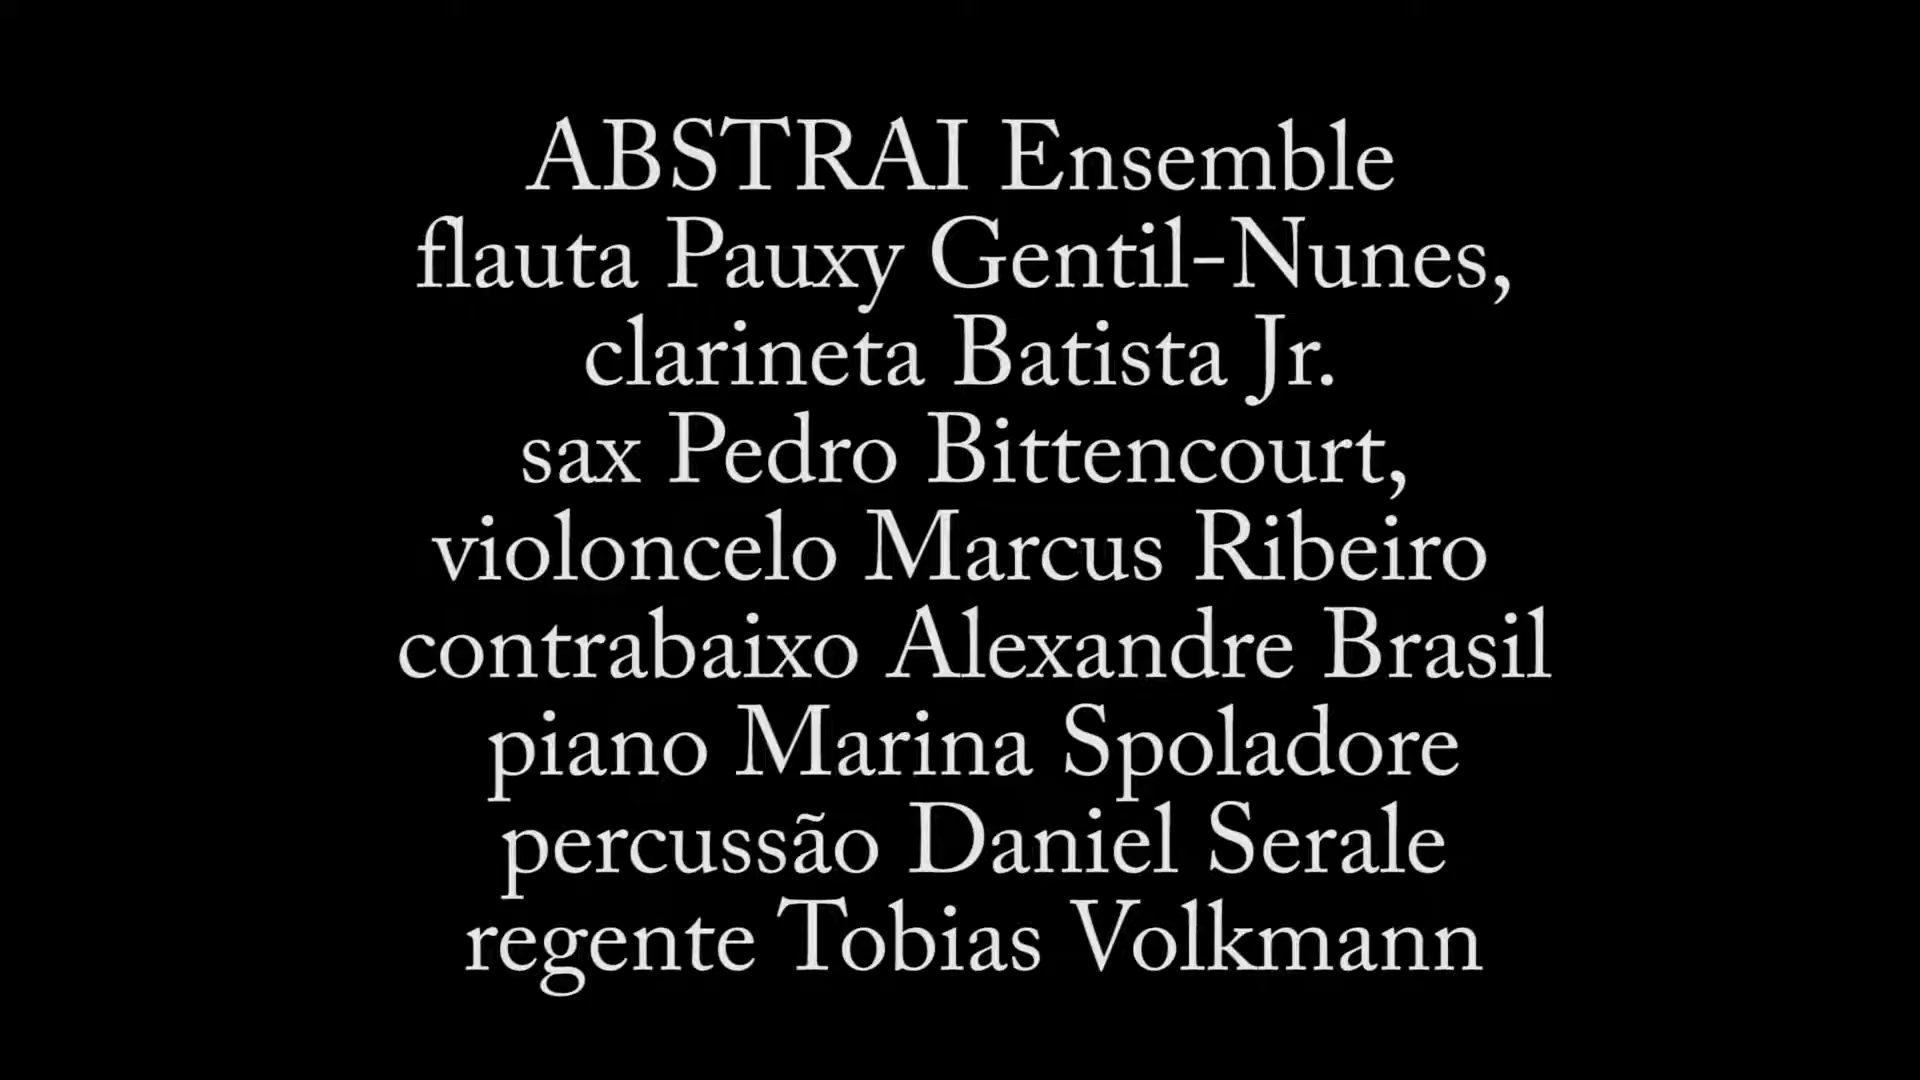 ABSTRAI Ensemble
flauta Pauxy Gentil-Nunes,
clarineta Batista Jr.
sax Pedro Bittencourt,
violoncelo Marcus Ribeiro
contrabaixo Alexandre Brasil
piano Marina Spoladore
percussão Daniel Serale
regente Tobias Volkmann